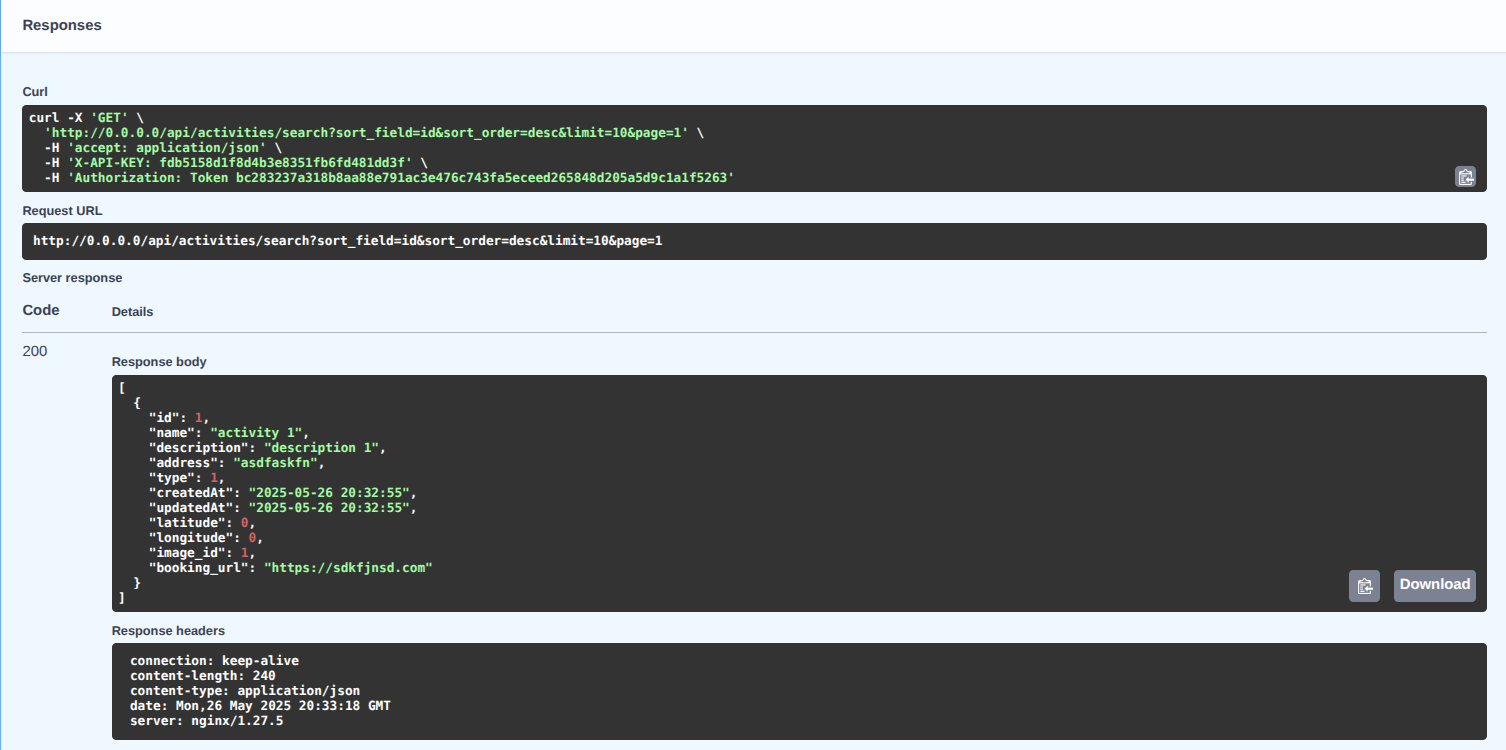 Responses
Curl
curl -X 'GET' \
  'http://0.0.0.0/api/activities/search?sort_field=id&sort_order=desc&limit=10&page=1' \
  -H 'accept: application/json' \
  -H 'X-API-KEY: fdb5158d1f8d4b3e8351fb6fd481dd3f' \
  -H 'Authorization: Token bc283237a318b8aa88e791ac3e476c743fa5eceed265848d205a5d9c1a1f5263'
Request URL
http://0.0.0.0/api/activities/search?sort_field=id&sort_order=desc&limit=10&page=1
Server response
Code Details
200
Response body
[
  {
    "id": 1,
    "name": "activity 1",
    "description": "description 1",
    "address": "asdfaskfn",
    "type": 1,
    "createdAt": "2025-05-26 20:32:55",
    "updatedAt": "2025-05-26 20:32:55",
    "latitude": 0,
    "longitude": 0,
    "image_id": 1,
    "booking_url": "https://sdkfjnsd.com"
  }
]
Download
Response headers
connection: keep-alive
content-length: 240
content-type: application/json
date: Mon,26 May 2025 20:33:18 GMT
server: nginx/1.27.5